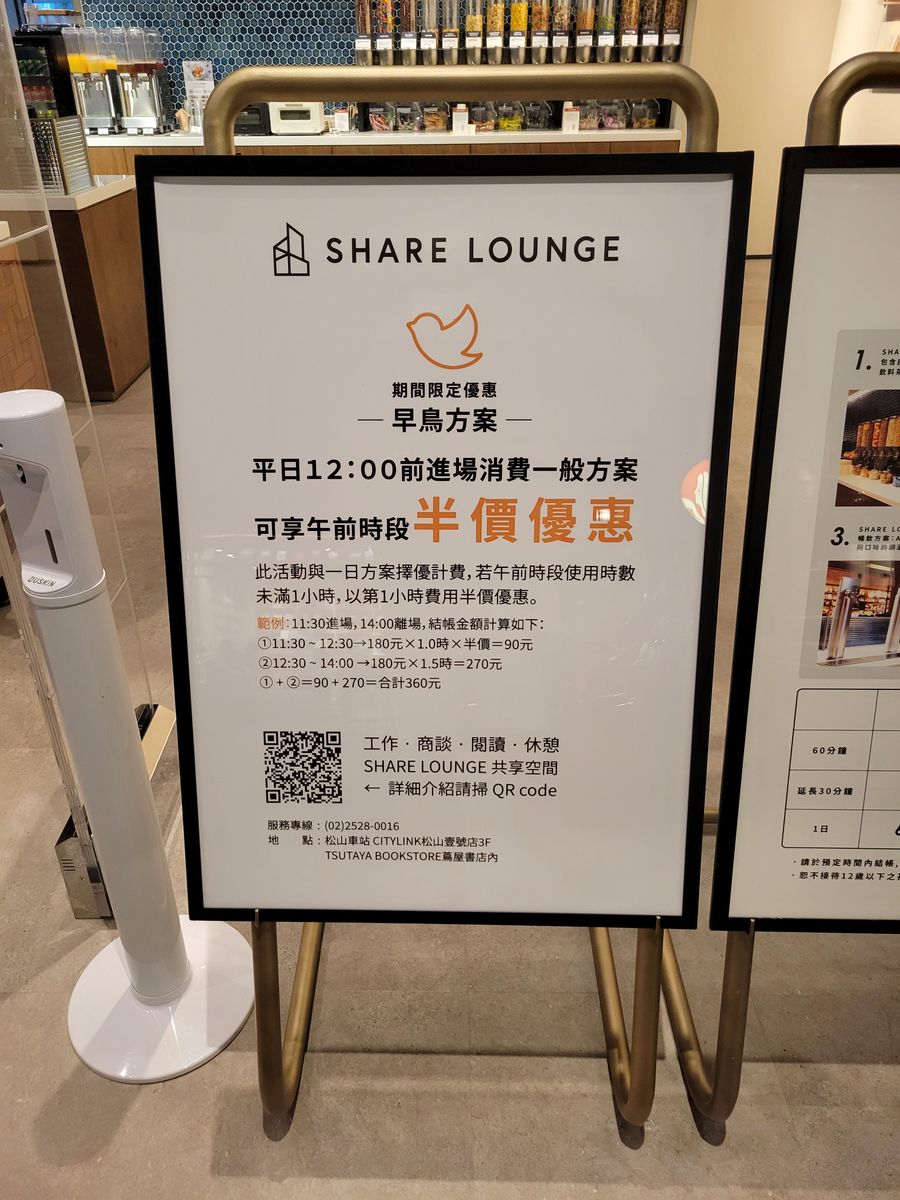 SHARE LOUNGE
期間限定優惠
早鳥方案
平日12:00前進場消費一般方案
可享午前時段半價優惠
此活動與一日方案擇優計費,若午前時段使用時數
未滿1小時,以第1小時費用半價優惠。
範例:11:30進場,14:00離場,結帳金額計算如下:
①11:30 ~ 12:30→180元×1.0時×半價=90元
②12:30 ~ 14:00 →180元×1.5時=270元
① + ②=90 + 270=合計360元
工作 · 商談 · 閱讀 · 休憩
SHARE LOUNGE 共享空間
← 詳細介紹請掃 QR code
服務專線:(02)2528-0016
地 點:松山車站 CITYLINK松山壹號店3F
TSUTAYA BOOKSTORE蔦屋書店內
DUSKIN
1.
SHA
包含
飲料
3.
SHARE LO
暢飲方案:A
同口味的
60分鐘
延長30分鐘
1日
·請於預定時間內結帳,
·恕不接待12歲以下之